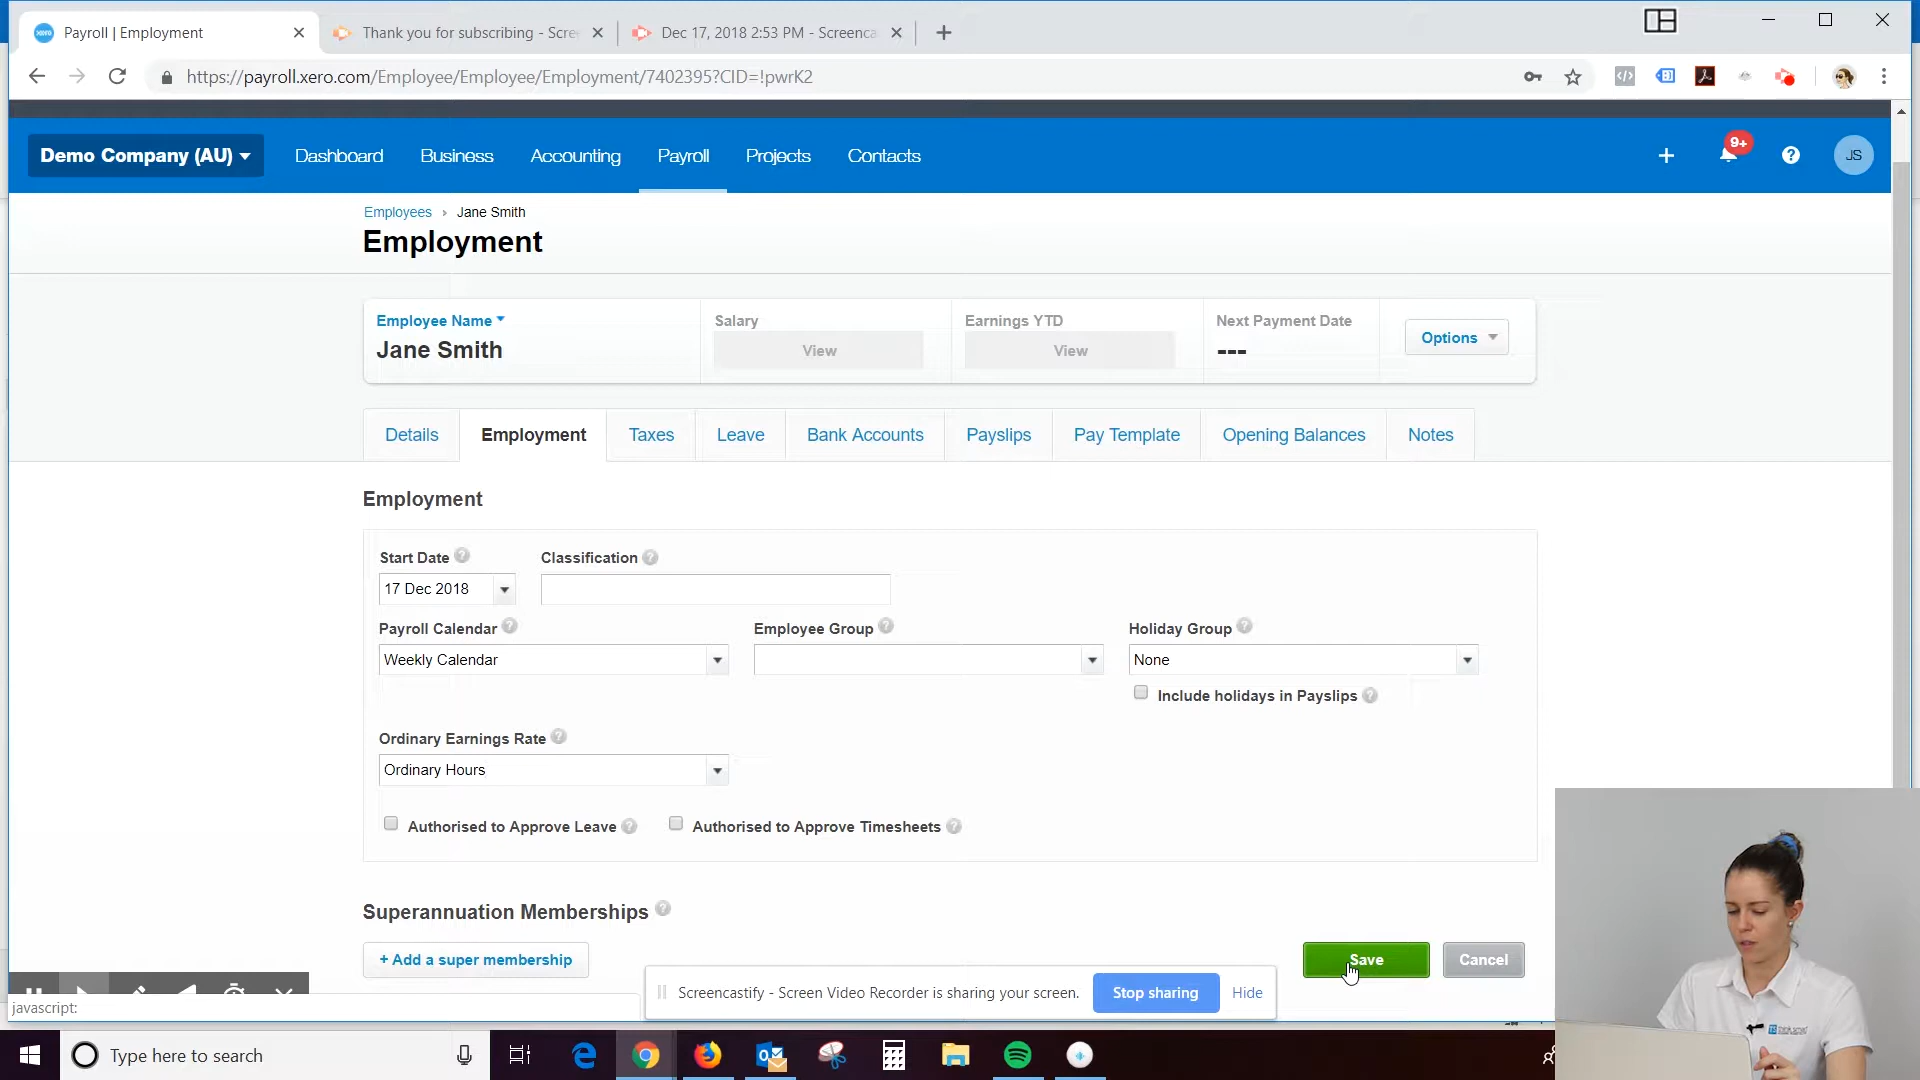 xero Payroll | Employment
Thank you for subscribing - Scre
Dec 17, 2018 2:53 PM - Screenca
https://payroll.xero.com/Employee/Employee/Employment/7402395?CID=!pwrK2
Demo Company (AU)
Dashboard
Business
Accounting
Payroll
Projects
Contacts
9+
JS
Employees › Jane Smith
Employment
Employee Name
Jane Smith
Salary
View
Earnings YTD
View
Next Payment Date
---
Options
Details
Employment
Taxes
Leave
Bank Accounts
Payslips
Pay Template
Opening Balances
Notes
Employment
Start Date
Classification
17 Dec 2018
Payroll Calendar
Employee Group
Holiday Group
Weekly Calendar
None
Include holidays in Payslips
Ordinary Earnings Rate
Ordinary Hours
Authorised to Approve Leave
Authorised to Approve Timesheets
Superannuation Memberships
+ Add a super membership
Save
Cancel
Screencastify - Screen Video Recorder is sharing your screen.
Stop sharing
Hide
javascript:
Type here to search